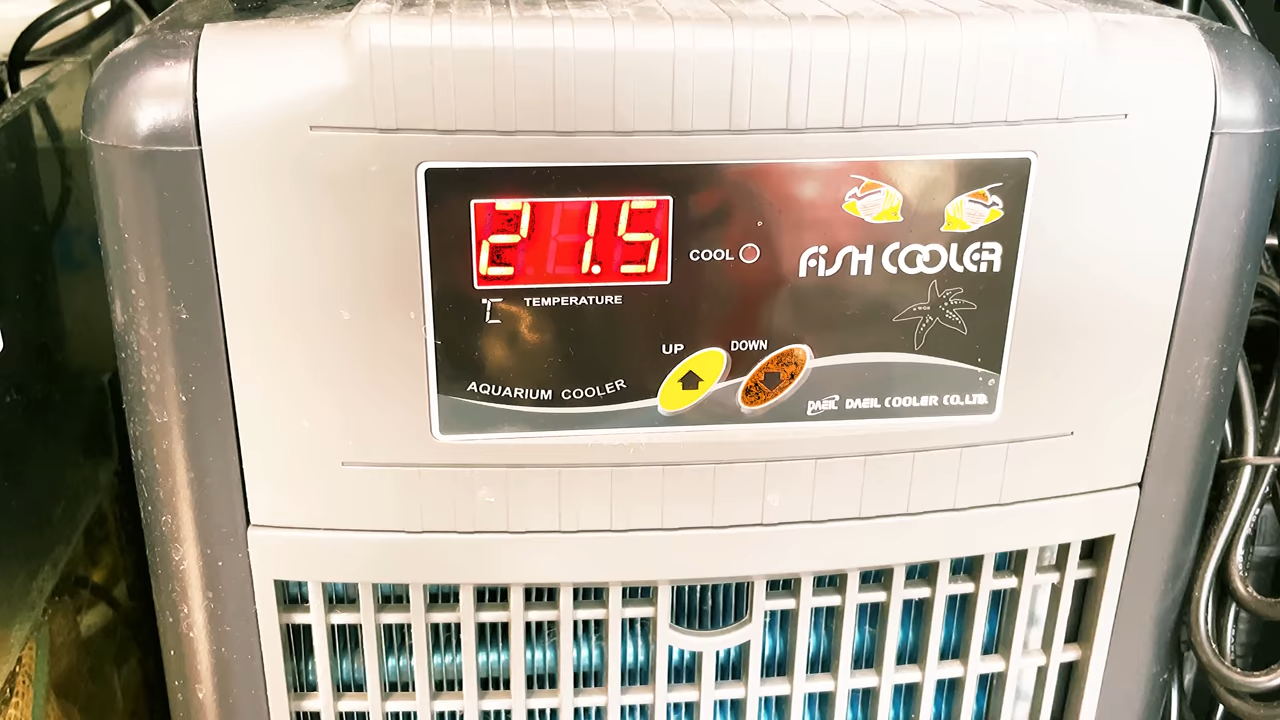 21.5
COOL
FISH COOLER
℃ TEMPERATURE
UP
DOWN
AQUARIUM COOLER
DAEIL DAEIL COOLER CO.,LTD.